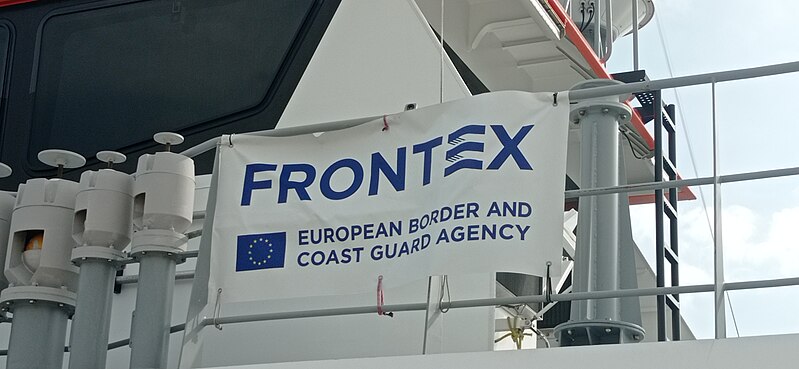 FRONTEX
EUROPEAN BORDER AND
COAST GUARD AGENCY